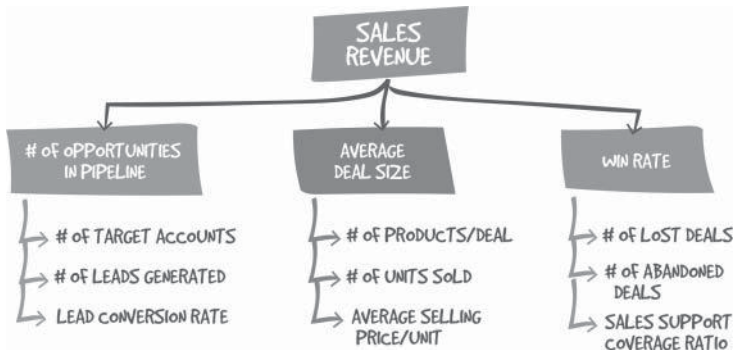 SALES
REVENUE
# OF OPPORTUNITIES
IN PIPELINE
# OF TARGET ACCOUNTS
# OF LEADS GENERATED
LEAD CONVERSION RATE
AVERAGE
DEAL SIZE
# OF PRODUCTS/DEAL
# OF UNITS SOLD
AVERAGE SELLING
PRICE/UNIT
WIN RATE
# OF LOST DEALS
# OF ABANDONED
DEALS
SALES SUPPORT
COVERAGE RATIO